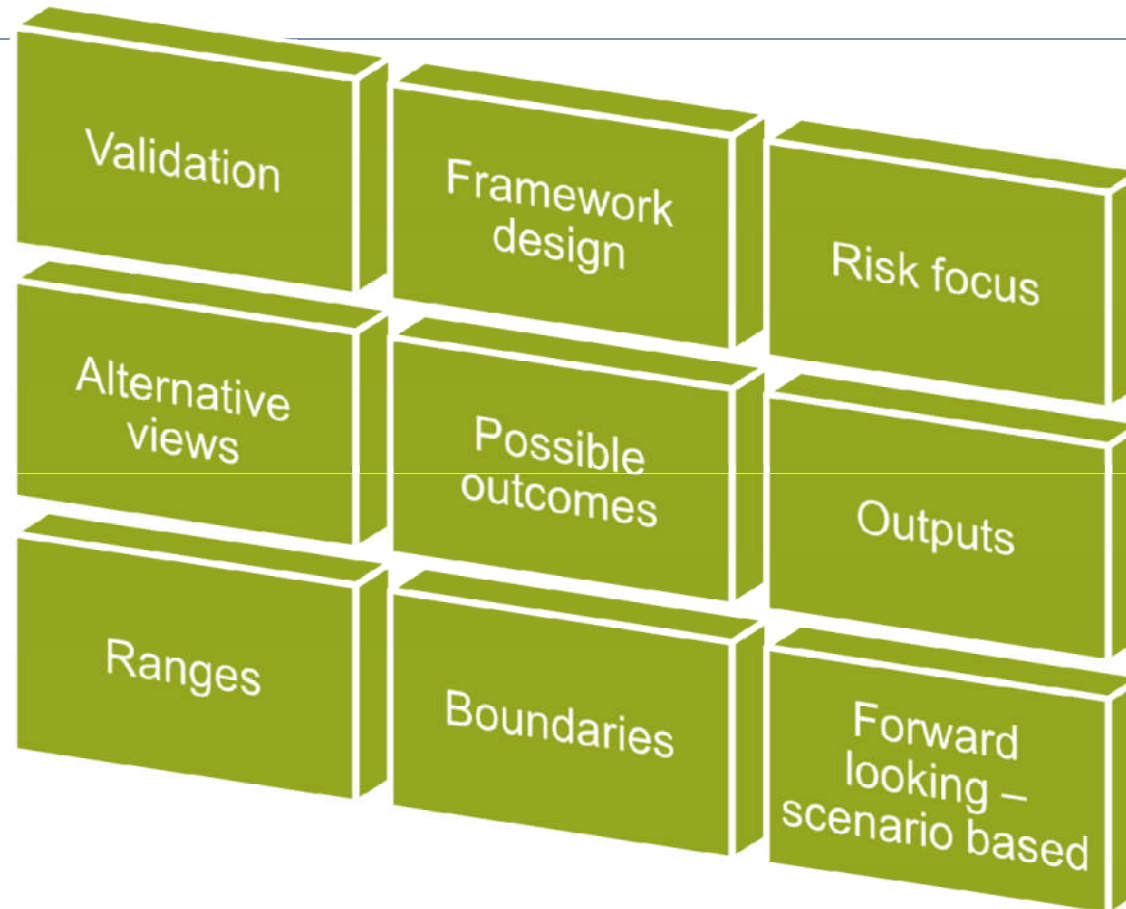 Validation
Framework
design
Risk focus
Alternative
views
Possible
outcomes
Outputs
Ranges
Boundaries
Forward
looking –
scenario based